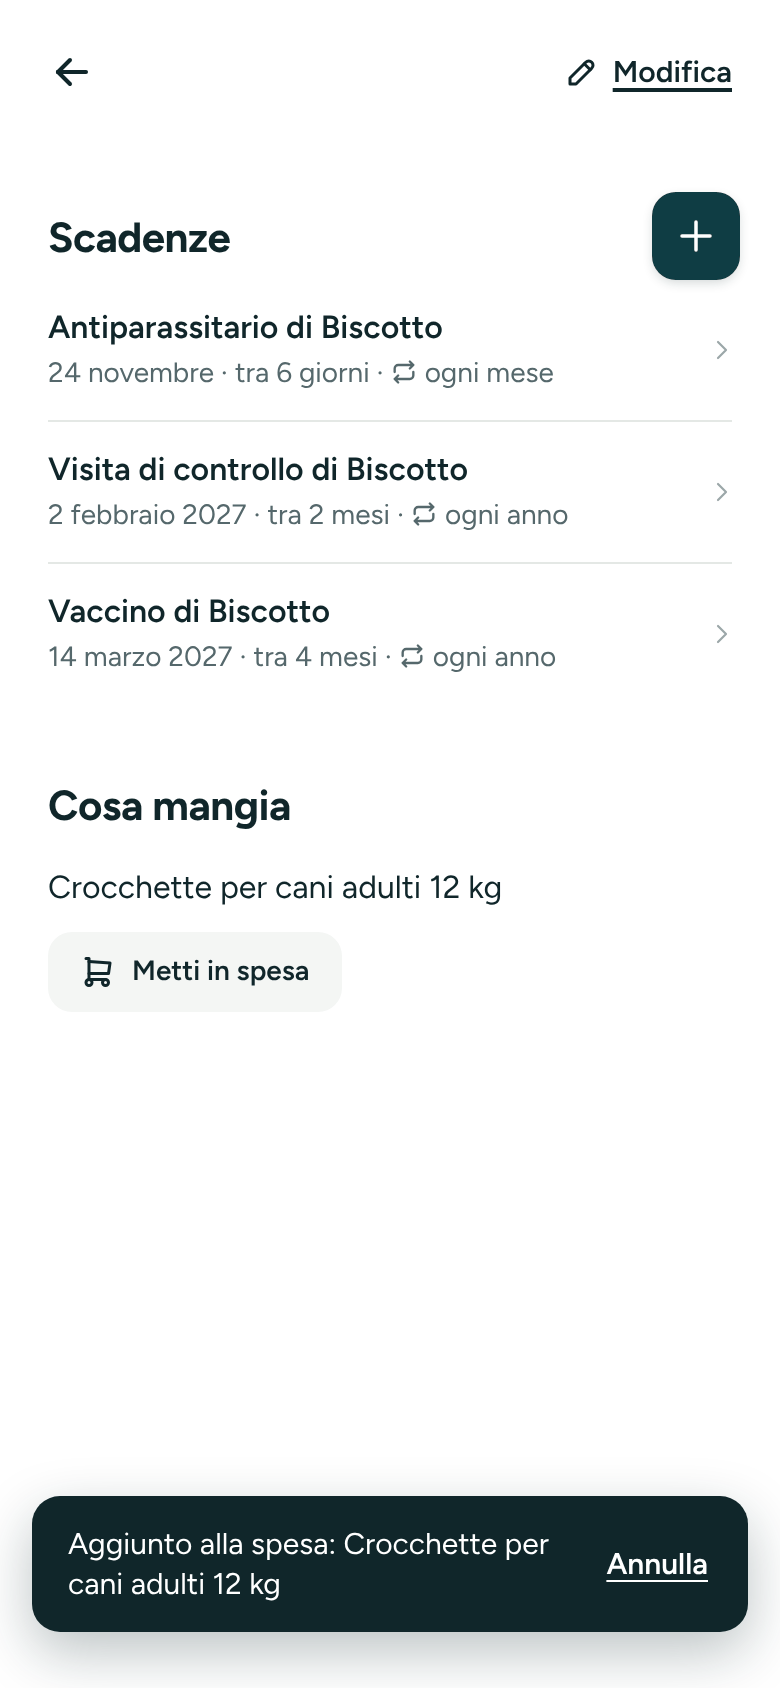 Modifica
Scadenze
Antiparassitario di Biscotto
24 novembre · tra 6 giorni · ogni mese
Visita di controllo di Biscotto
2 febbraio 2027 · tra 2 mesi · ogni anno
Vaccino di Biscotto
14 marzo 2027 · tra 4 mesi · ogni anno
Cosa mangia
Crocchette per cani adulti 12 kg
Metti in spesa
Aggiunto alla spesa: Crocchette per
cani adulti 12 kg
Annulla